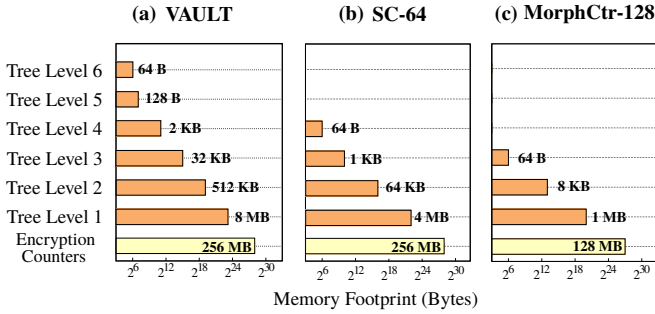 (a) VAULT (b) SC-64 (c) MorphCtr-128
Tree Level 6 64 B
Tree Level 5 128 B
Tree Level 4 2 KB 64 B
Tree Level 3 32 KB 1 KB 64 B
Tree Level 2 512 KB 64 KB 8 KB
Tree Level 1 8 MB 4 MB 1 MB
Encryption
Counters 256 MB 256 MB 128 MB
2^6 2^12 2^18 2^24 2^30 2^6 2^12 2^18 2^24 2^30 2^6 2^12 2^18 2^24 2^30
Memory Footprint (Bytes)